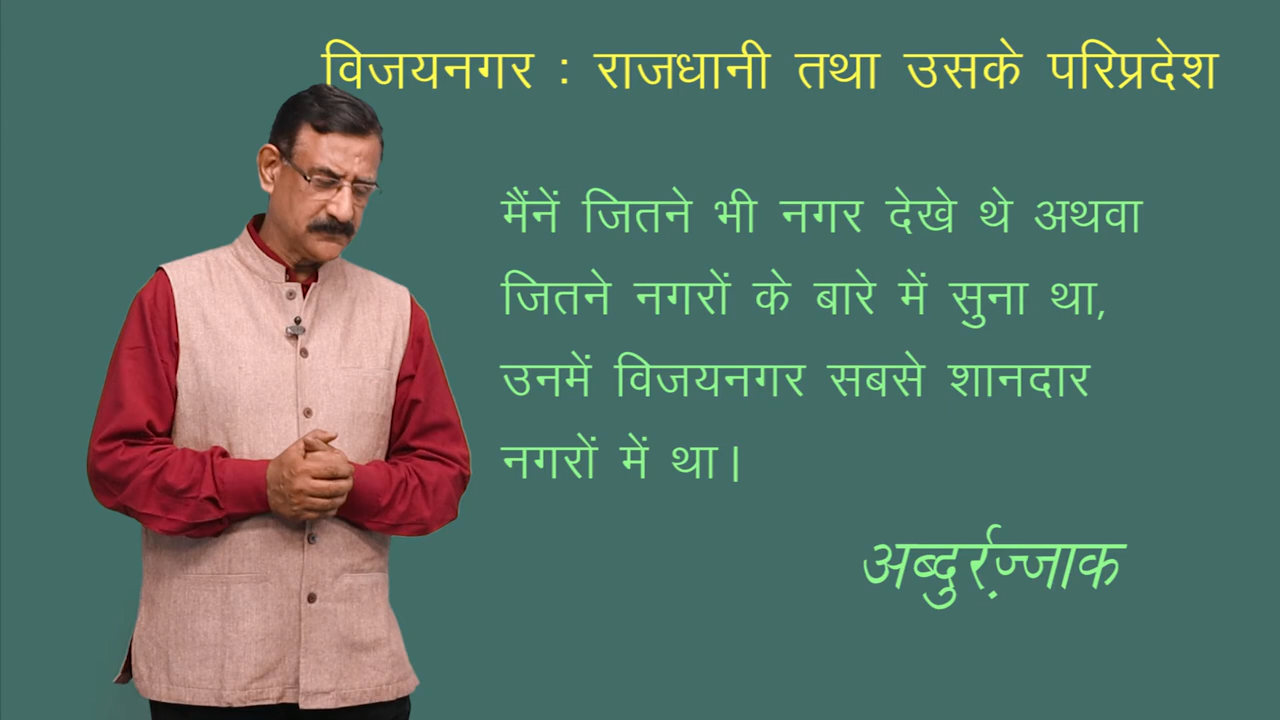 विजयनगर : राजधानी तथा उसके परिप्रदेश
मैंनें जितने भी नगर देखे थे अथवा
जितने नगरों के बारे में सुना था,
उनमें विजयनगर सबसे शानदार
नगरों में था।
अब्दुर्रज़्जाक